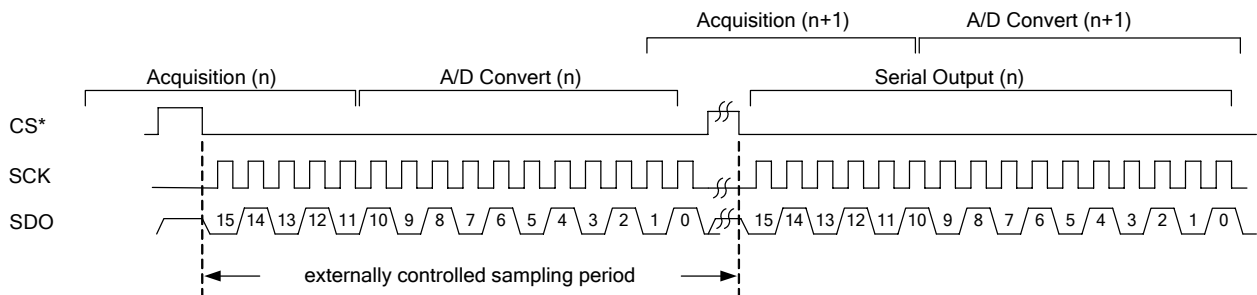 Acquisition (n+1) A/D Convert (n+1)
Acquisition (n) A/D Convert (n) Serial Output (n)
CS*
SCK
SDO 15 14 13 12 11 10 9 8 7 6 5 4 3 2 1 0 15 14 13 12 11 10 9 8 7 6 5 4 3 2 1 0
externally controlled sampling period